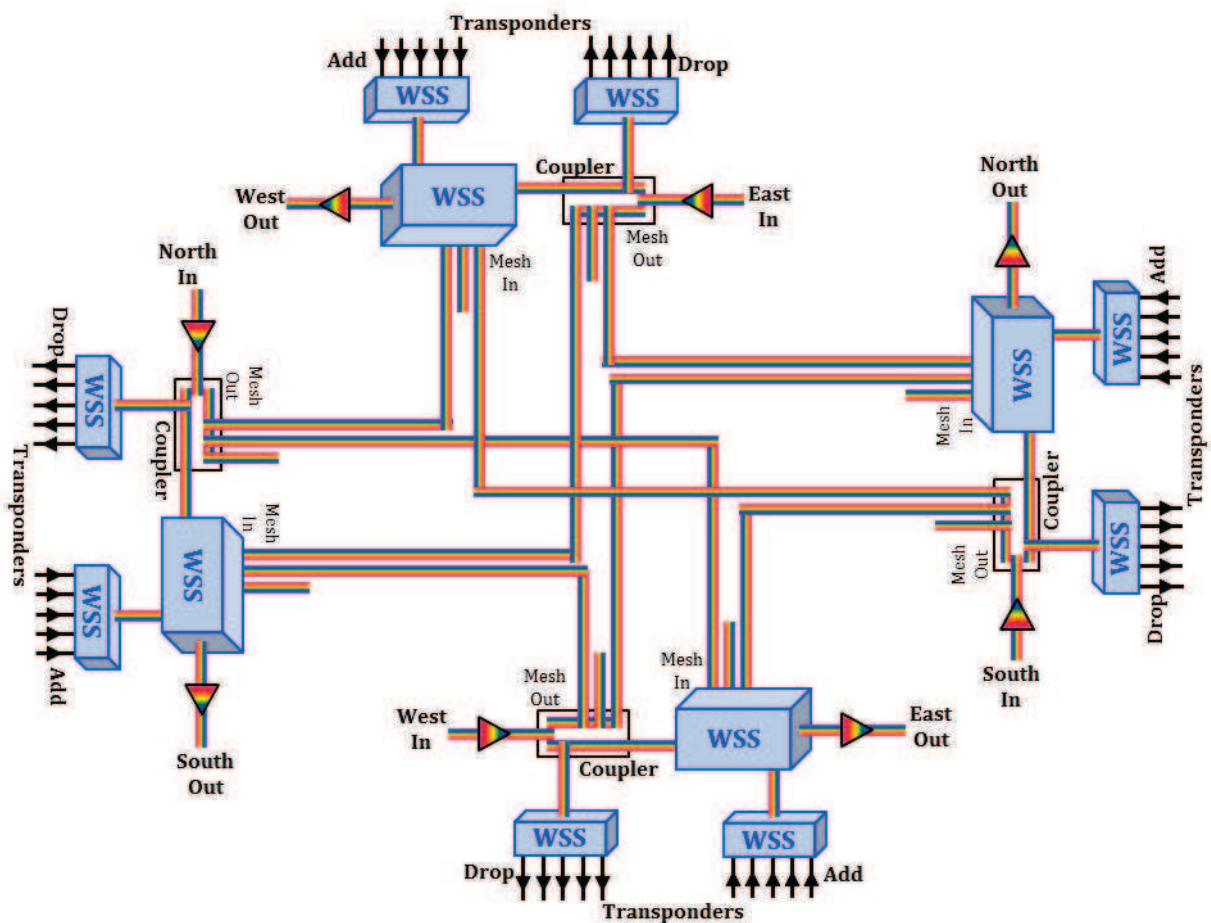 Transponders
Add
Drop
WSS
WSS
Coupler
North
Out
West
Out
WSS
East
In
Mesh
Out
Mesh
In
North
In
Add
WSS
Drop
WSS
Mesh
Out
WSS
Mesh
In
Transponders
Coupler
Transponders
Coupler
Mesh
In
WSS
WSS
Mesh
Out
WSS
Add
Drop
South
In
South
Out
Mesh
Out
Mesh
In
West
In
WSS
East
Out
Coupler
WSS
WSS
Drop
Add
Transponders